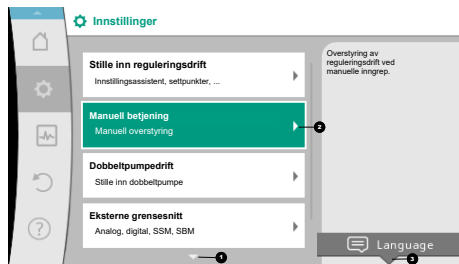 Innstillinger
Stille inn reguleringsdrift
Innstillingsassistent, settpunkter, ...
Manuell betjening
Manuell overstyring
2
Dobbeltpumpedrift
Stille inn dobbeltpumpe
Eksterne grensesnitt
Analog, digital, SSM, SBM
1
Overstyring av
reguleringsdrift ved
manuelle inngrep.
Language
3